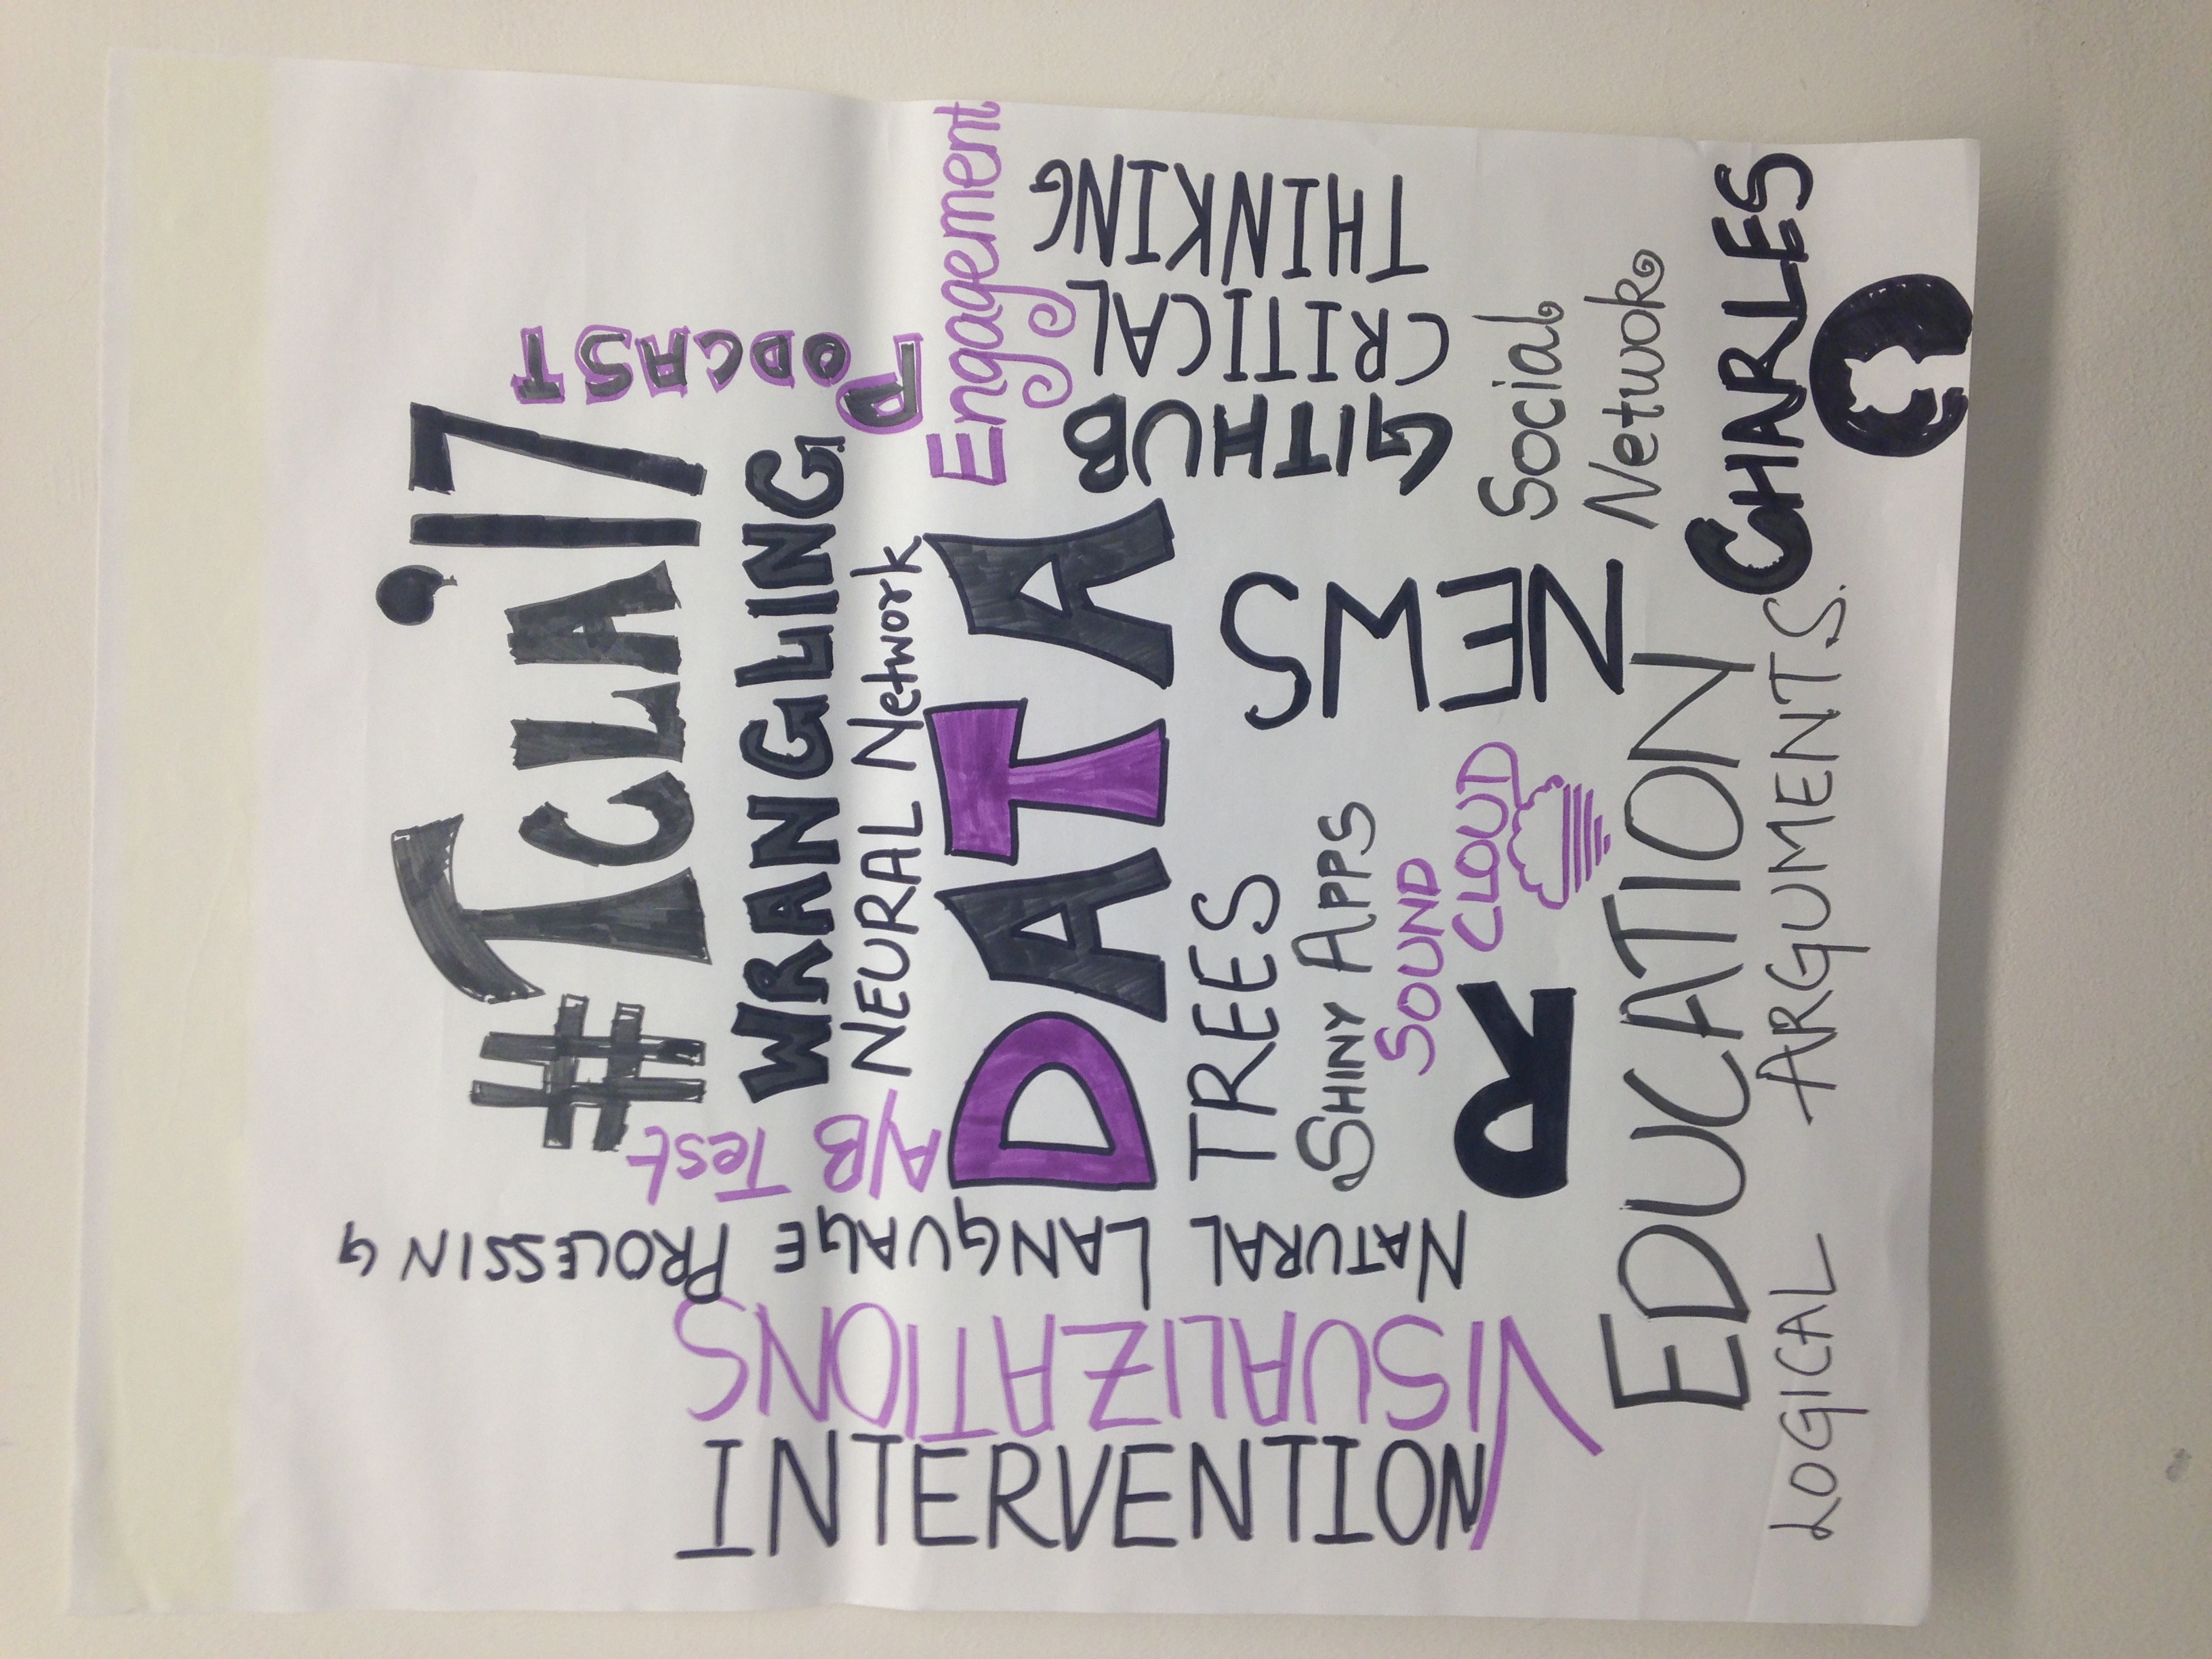 #TCLA'17
WRANGLING
NEURAL Network
DATA
TREES
SHINY APPS
SOUND
CLOUD
R
NEWS
EDUCATION
LOGICAL ARGUMENTS.
INTERVENTION
VISUALIZATIONS
NATURAL LANGUAGE PROLESSING
A/B Test
PODCAST
Engagement
GITHUB
CRITICAL
THINKING
Social
Netwok
CHARLES